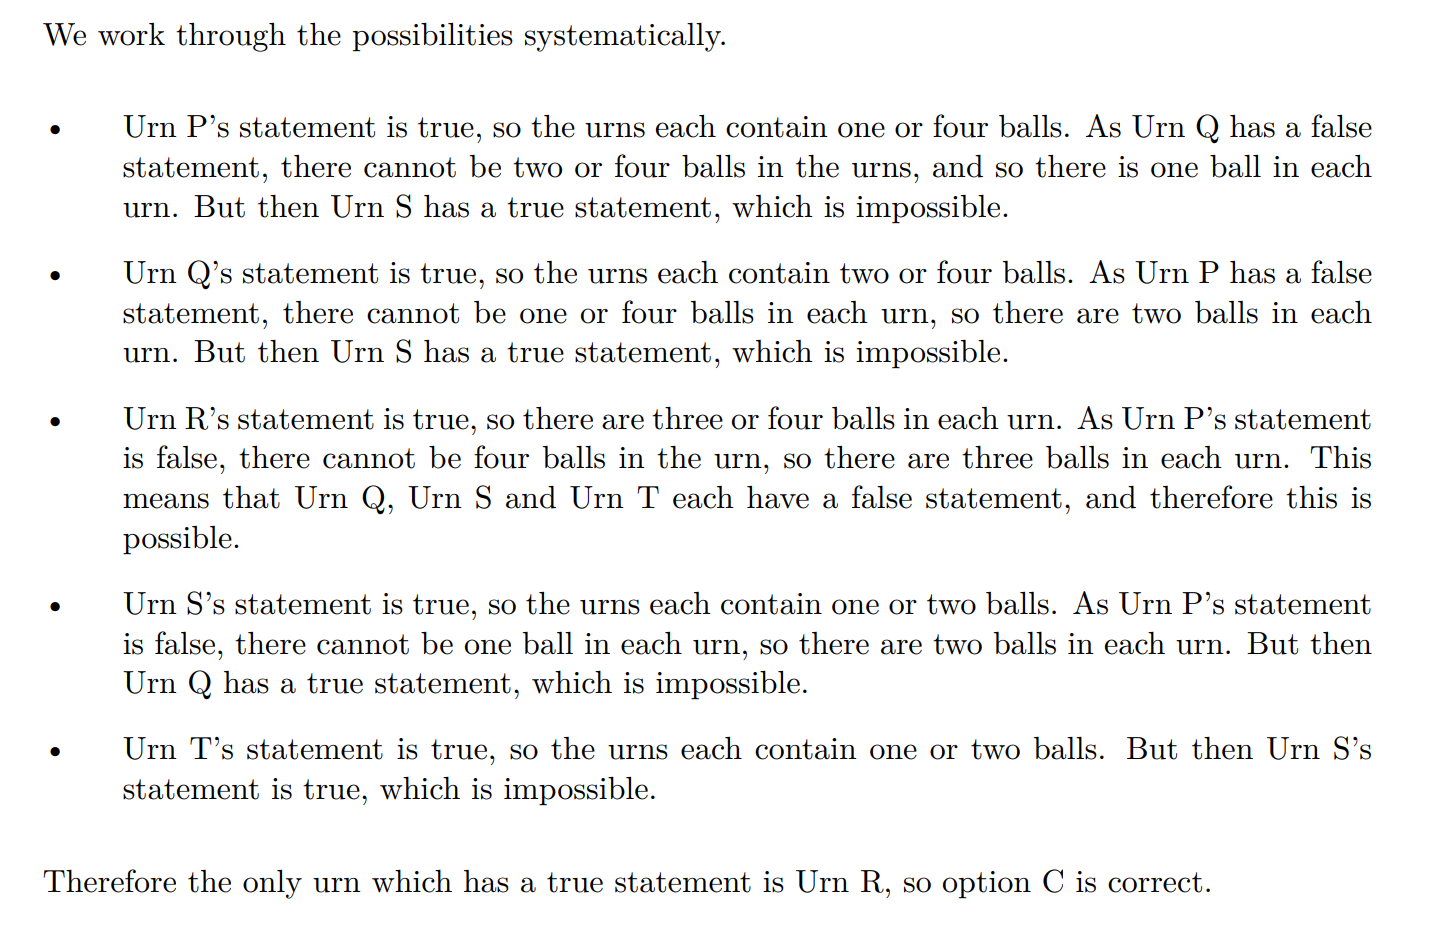 We work through the possibilities systematically.
• Urn P's statement is true, so the urns each contain one or four balls. As Urn Q has a false
statement, there cannot be two or four balls in the urns, and so there is one ball in each
urn. But then Urn S has a true statement, which is impossible.
• Urn Q's statement is true, so the urns each contain two or four balls. As Urn P has a false
statement, there cannot be one or four balls in each urn, so there are two balls in each
urn. But then Urn S has a true statement, which is impossible.
• Urn R's statement is true, so there are three or four balls in each urn. As Urn P's statement
is false, there cannot be four balls in the urn, so there are three balls in each urn. This
means that Urn Q, Urn S and Urn T each have a false statement, and therefore this is
possible.
• Urn S's statement is true, so the urns each contain one or two balls. As Urn P's statement
is false, there cannot be one ball in each urn, so there are two balls in each urn. But then
Urn Q has a true statement, which is impossible.
• Urn T's statement is true, so the urns each contain one or two balls. But then Urn S's
statement is true, which is impossible.
Therefore the only urn which has a true statement is Urn R, so option C is correct.